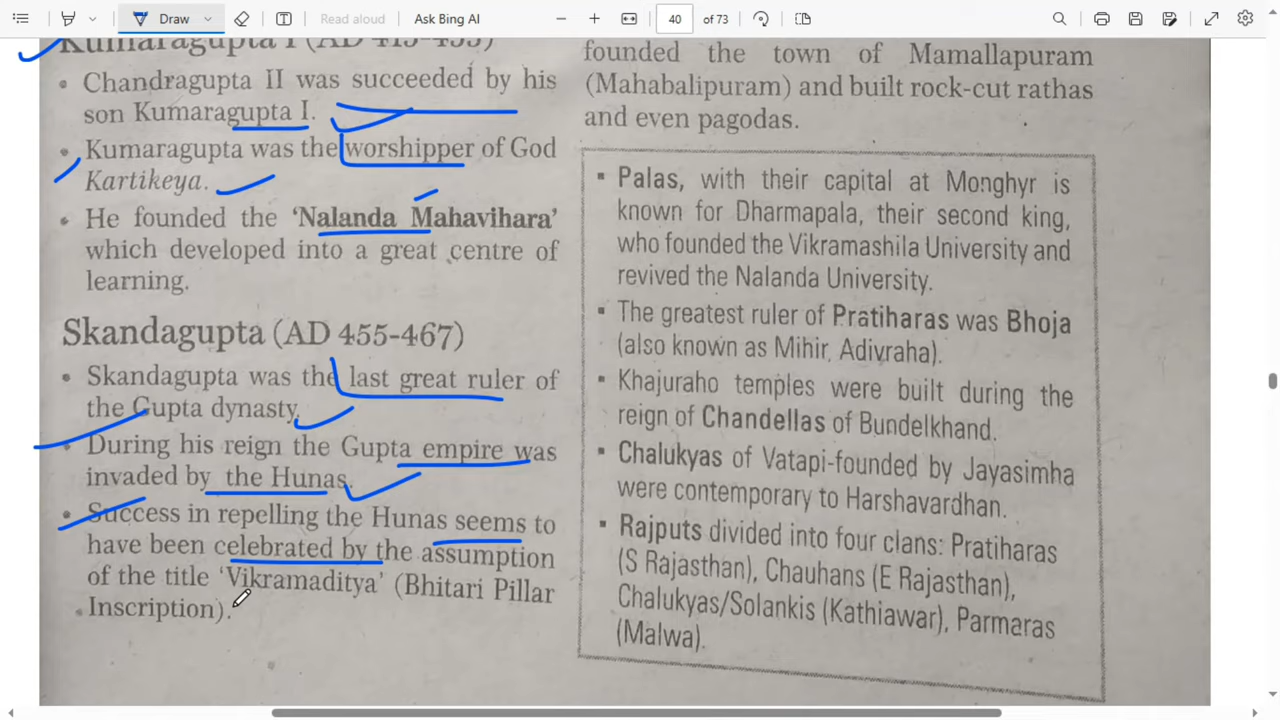 Draw
Read aloud
Ask Bing AI
40
of 73
Kumaragupta I (AD 415-455)
• Chandragupta II was succeeded by his
son Kumaragupta I.
• Kumaragupta was the worshipper of God
Kartikeya.
• He founded the ‘Nalanda Mahavihara’
which developed into a great centre of
learning.
Skandagupta (AD 455-467)
• Skandagupta was the last great ruler of
the Gupta dynasty.
• During his reign the Gupta empire was
invaded by the Hunas.
• Success in repelling the Hunas seems to
have been celebrated by the assumption
of the title ‘Vikramaditya’ (Bhitari Pillar
Inscription).
founded the town of Mamallapuram
(Mahabalipuram) and built rock-cut rathas
and even pagodas.
▪ Palas, with their capital at Monghyr is
known for Dharmapala, their second king,
who founded the Vikramashila University and
revived the Nalanda University.
▪ The greatest ruler of Pratiharas was Bhoja
(also known as Mihir, Adivraha).
▪ Khajuraho temples were built during the
reign of Chandellas of Bundelkhand.
▪ Chalukyas of Vatapi-founded by Jayasimha
were contemporary to Harshavardhan.
▪ Rajputs divided into four clans: Pratiharas
(S Rajasthan), Chauhans (E Rajasthan),
Chalukyas/Solankis (Kathiawar), Parmaras
(Malwa).